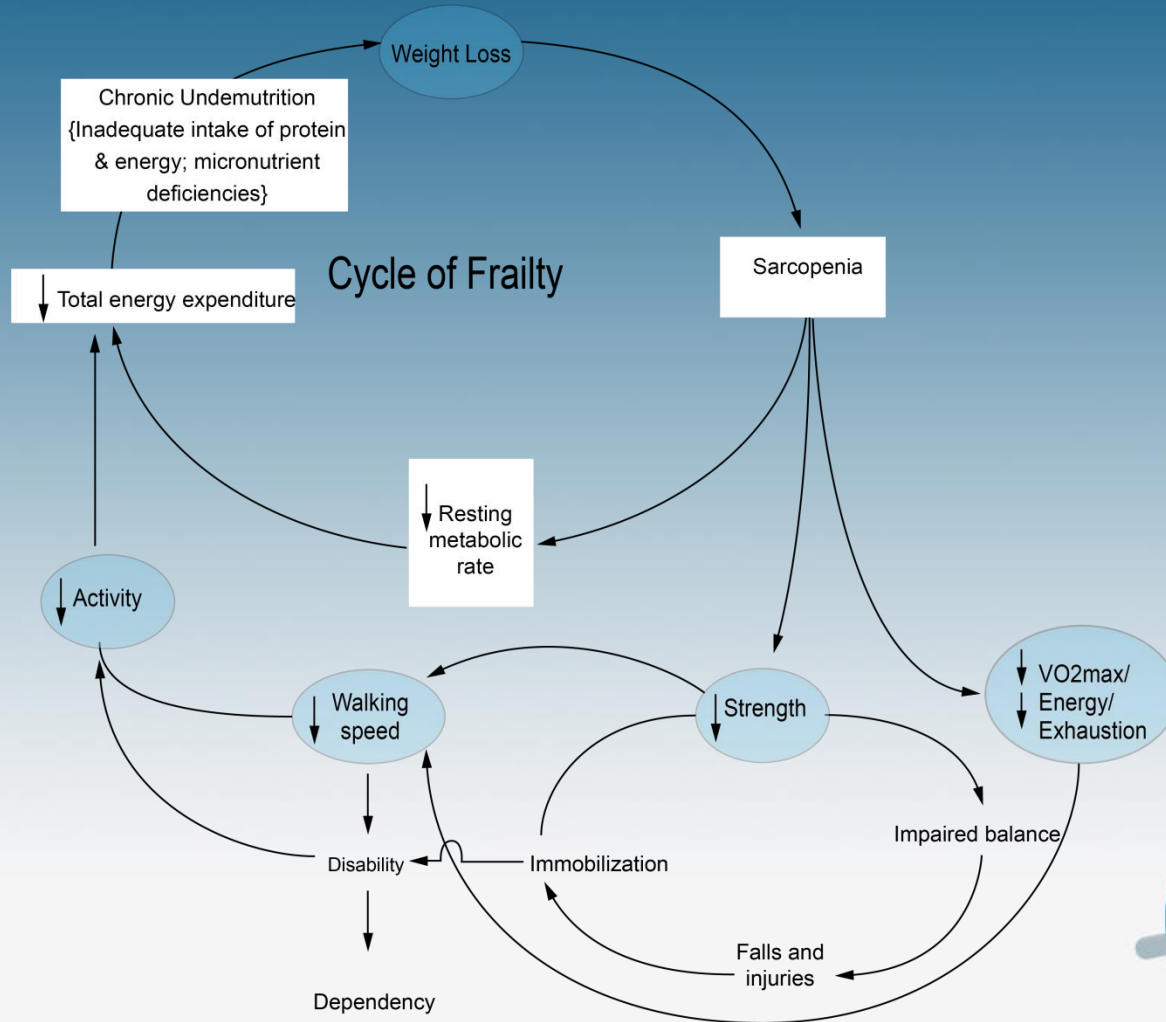 Weight Loss
Chronic Undemutrition
{Inadequate intake of protein
& energy; micronutrient
deficiencies}
Cycle of Frailty
Sarcopenia
↓ Total energy expenditure
↓ Resting
metabolic
rate
↓ Activity
↓ Walking
speed
↓ Strength
↓ VO2max/
↓ Energy/
Exhaustion
Impaired balance
Disability
Immobilization
Falls and
injuries
Dependency